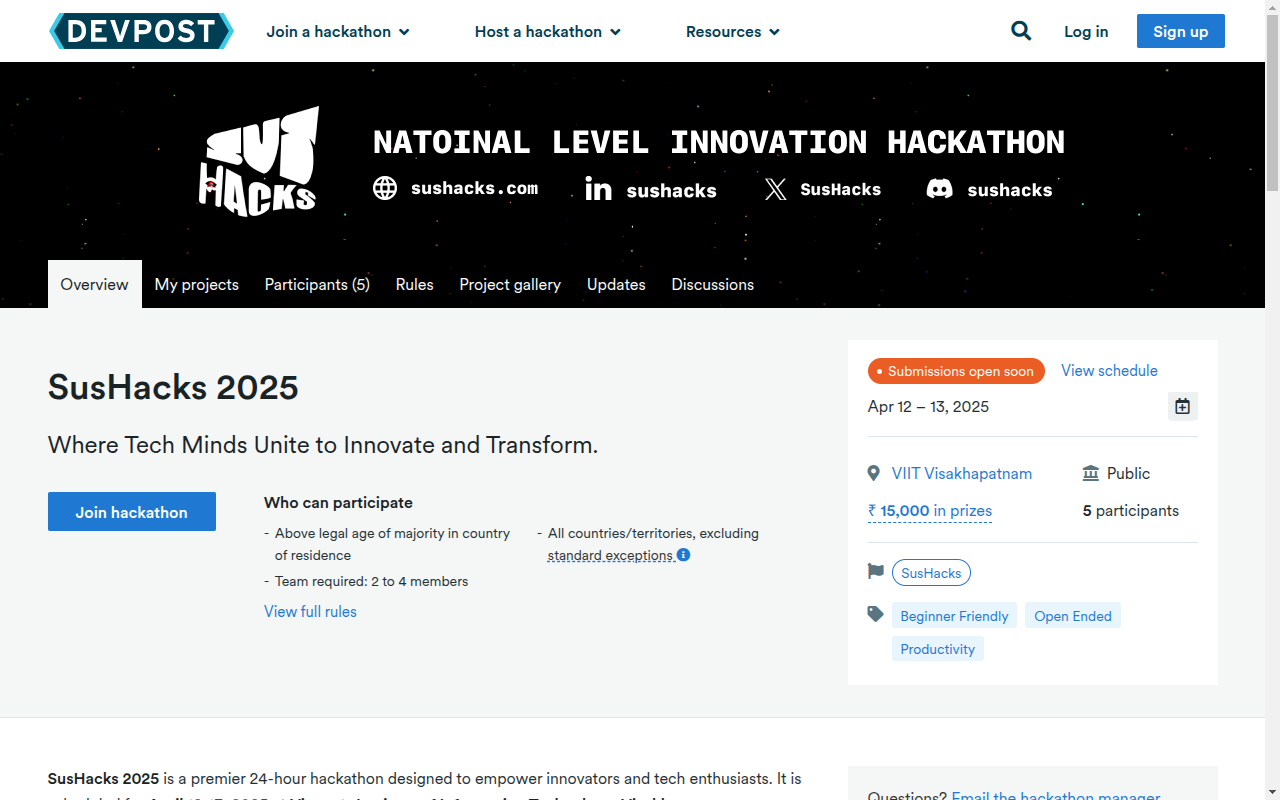 DEVPOST
Join a hackathon
Host a hackathon
Resources
Log in
Sign up
SUS HACKS
NATOINAL LEVEL INNOVATION HACKATHON
sushacks.com
in sushacks
SusHacks
sushacks
Overview
My projects
Participants (5)
Rules
Project gallery
Updates
Discussions
SusHacks 2025
Where Tech Minds Unite to Innovate and Transform.
Join hackathon
Who can participate
- Above legal age of majority in country
of residence
- Team required: 2 to 4 members
- All countries/territories, excluding
standard exceptions
View full rules
Submissions open soon
View schedule
Apr 12 – 13, 2025
VIIT Visakhapatnam
Public
₹ 15,000 in prizes
5 participants
SusHacks
Beginner Friendly
Open Ended
Productivity
SusHacks 2025 is a premier 24-hour hackathon designed to empower innovators and tech enthusiasts. It is
Questions? Email the hackathon manager